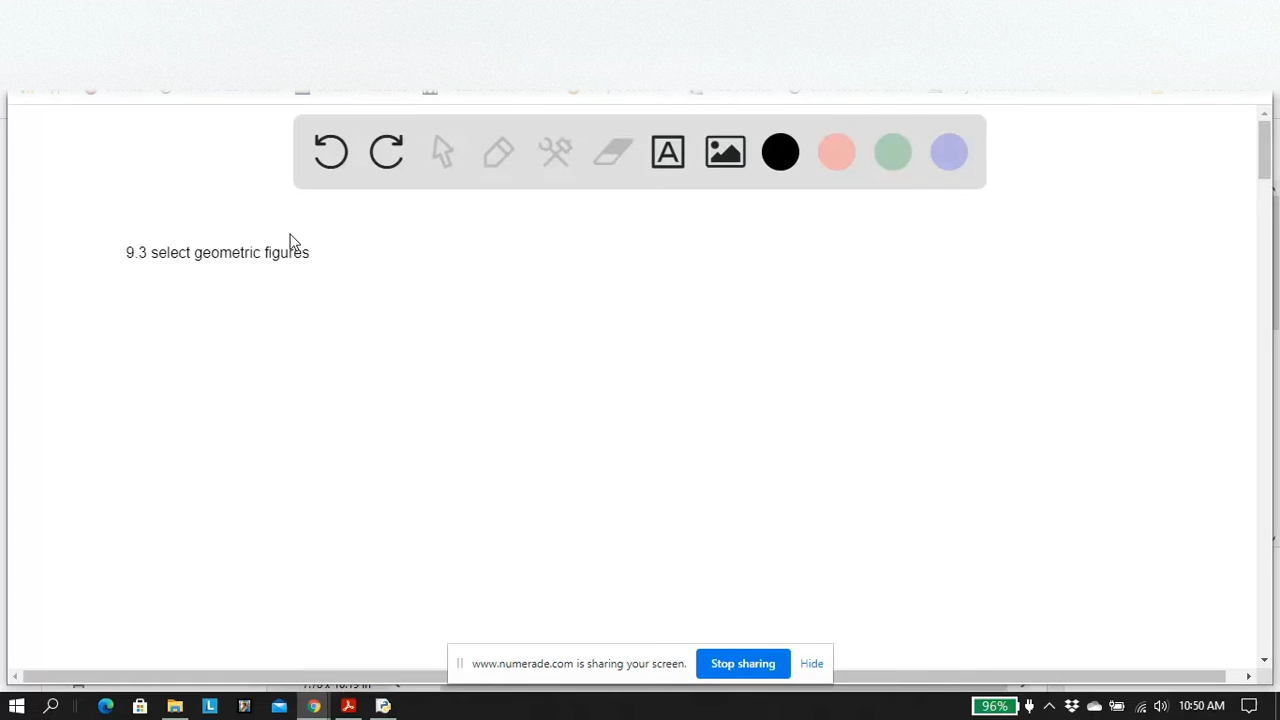 A
9.3 select geometric figures
www.numerade.com is sharing your screen.
Stop sharing
Hide
96%
10:50 AM